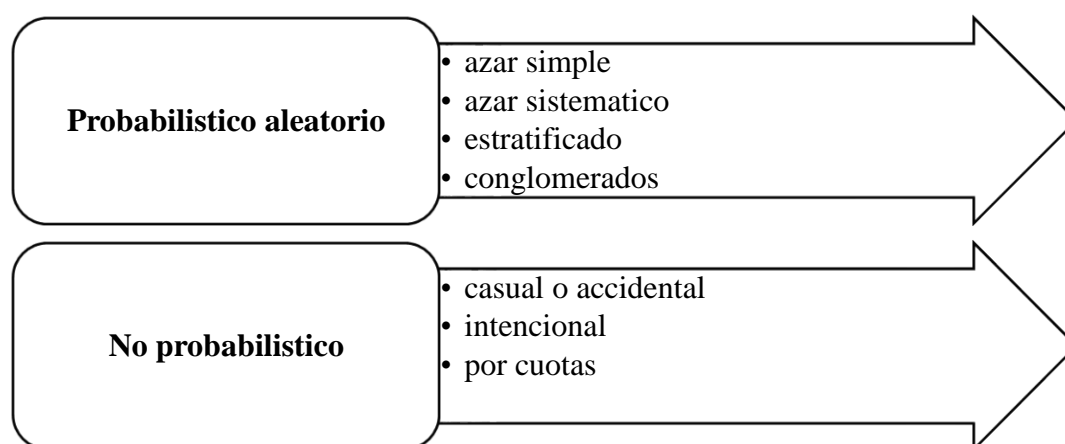 Probabilistico aleatorio
• azar simple
• azar sistematico
• estratificado
• conglomerados
No probabilistico
• casual o accidental
• intencional
• por cuotas